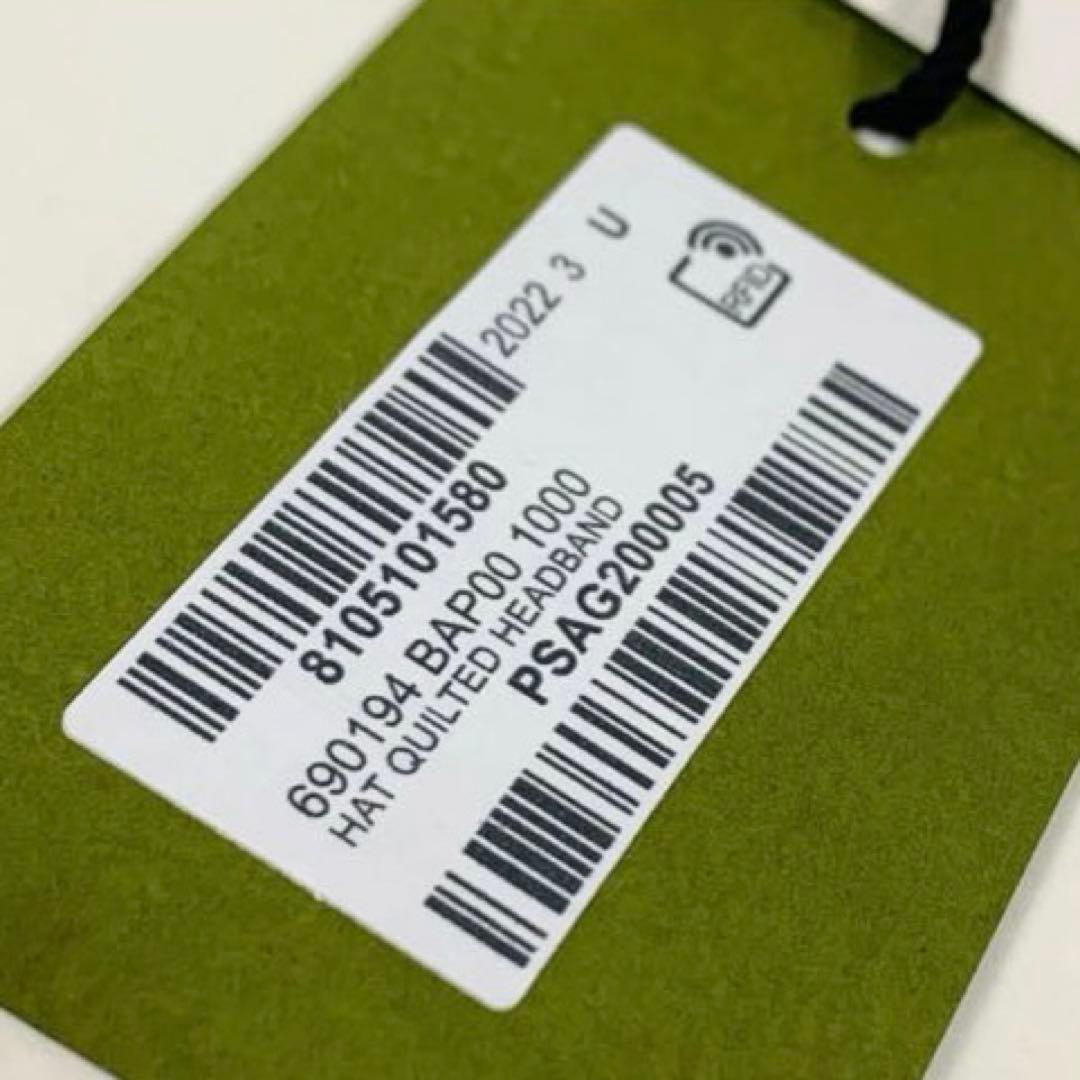 2022 3 U
RFID
8105101580
690194 BAP00 1000
HAT QUILTED HEADBAND
PSAG200005